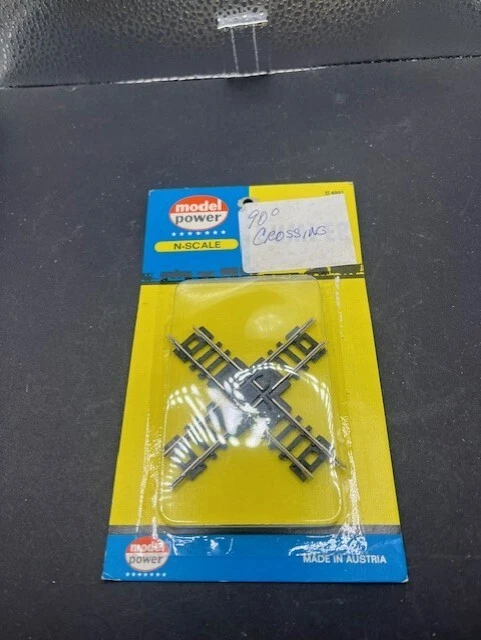 model
power
N-SCALE
90°
CROSSING
model
power
MADE IN AUSTRIA